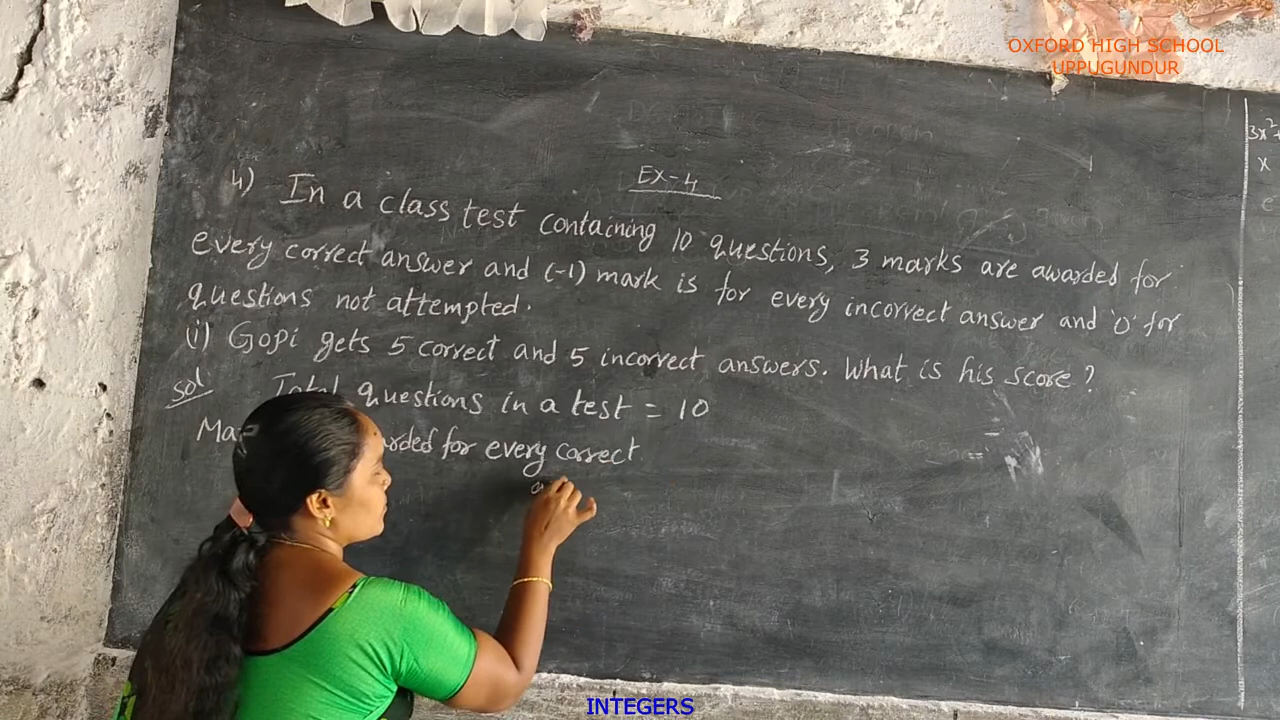 OXFORD HIGH SCHOOL
UPPUGUNDUR
Ex-4
4) In a class test containing 10 questions, 3 marks are awarded for
every correct answer and (-1) mark is for every incorrect answer and '0' for
questions not attempted.
(i) Gopi gets 5 correct and 5 incorrect answers. What is his score?
Sol Total questions in a test = 10
for every correct
3x²
x
e
INTEGERS